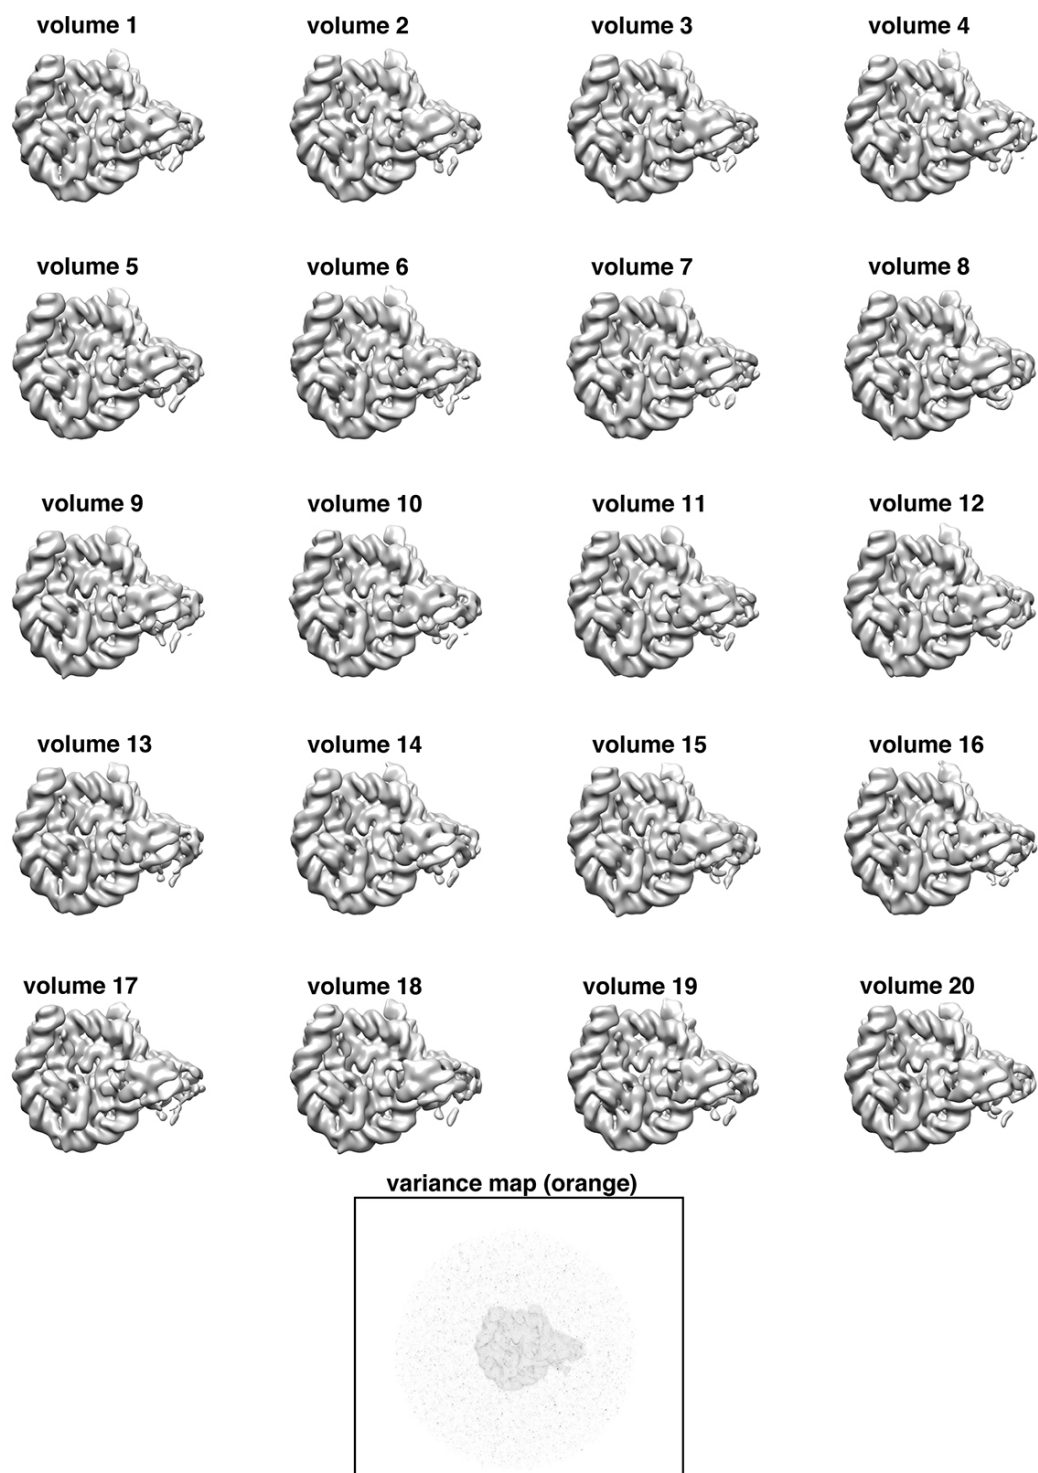 volume 1 volume 2 volume 3 volume 4
volume 5 volume 6 volume 7 volume 8
volume 9 volume 10 volume 11 volume 12
volume 13 volume 14 volume 15 volume 16
volume 17 volume 18 volume 19 volume 20
variance map (orange)